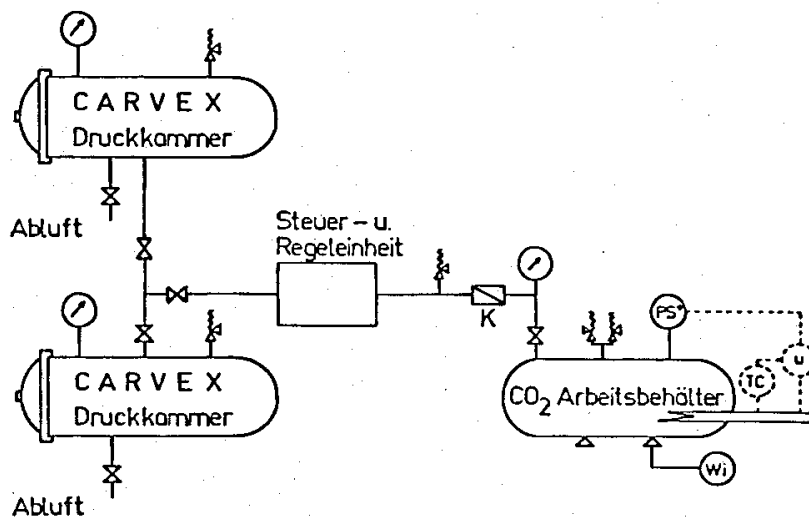 CARVEX
Druckkammer
Abluft
Steuer-u.
Regeleinheit
K
PS*
u
TC
CARVEX
Druckkammer
CO₂ Arbeitsbehälter
Wi
Abluft